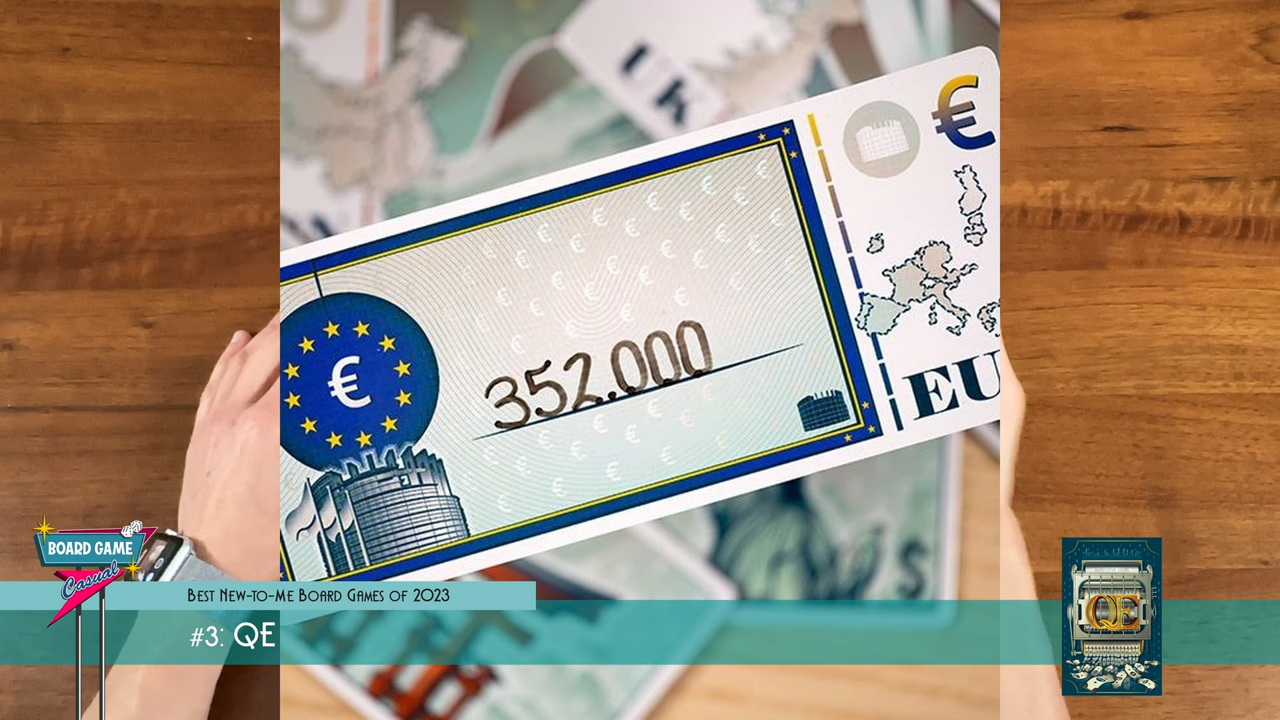 UK
€
€
352.000
EU
$
BOARD GAME
Casual
BEST NEW-TO-ME BOARD GAMES OF 2023
#3: QE
QE